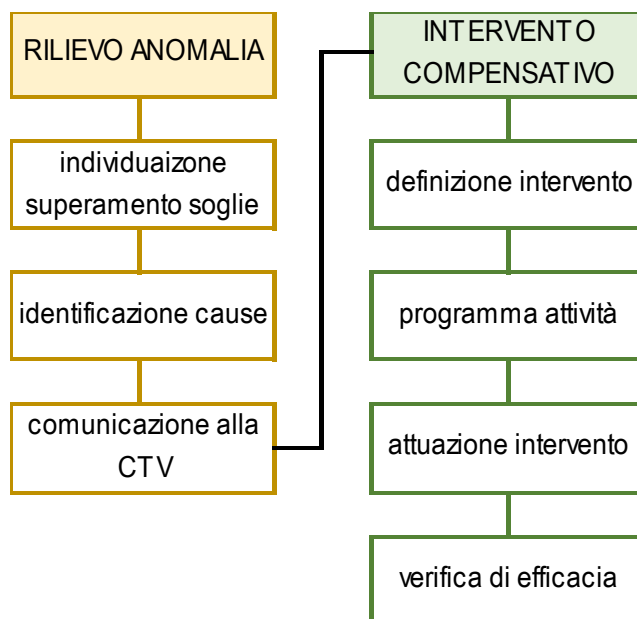 RILIEVO ANOMALIA
individuaizone
superamento soglie
identificazione cause
comunicazione alla
CTV
INTERVENTO
COMPENSATIVO
definizione intervento
programma attività
attuazione intervento
verifica di efficacia